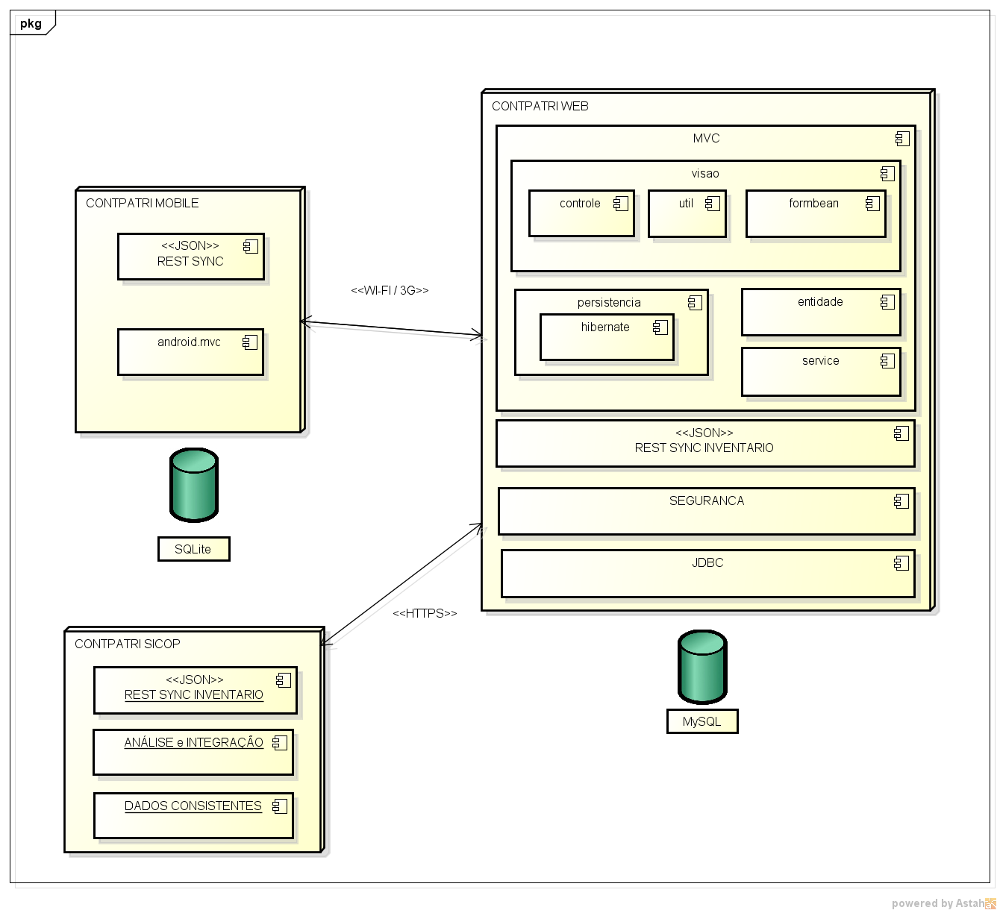 pkg
CONTPATRI WEB
MVC
visao
controle
util
formbean
persistencia
hibernate
entidade
service
<<JSON>>
REST SYNC INVENTARIO
SEGURANCA
JDBC
MySQL
CONTPATRI MOBILE
<<JSON>>
REST SYNC
android.mvc
SQLite
<<WI-FI / 3G>>
<<HTTPS>>
CONTPATRI SICOP
<<JSON>>
REST SYNC INVENTARIO
ANÁLISE e INTEGRAÇÃO
DADOS CONSISTENTES
powered by Astah